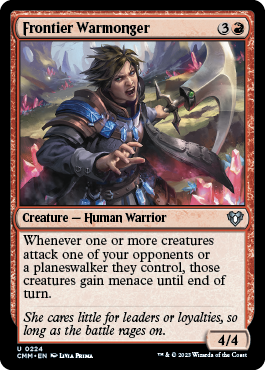 Frontier Warmonger 3
Creature — Human Warrior
Whenever one or more creatures
attack one of your opponents or
a planeswalker they control, those
creatures gain menace until end of
turn.
She cares little for leaders or loyalties, so
long as the battle rages on.
4/4
U 0224
CMM • EN Livia Prima
™ & © 2023 Wizards of the Coast